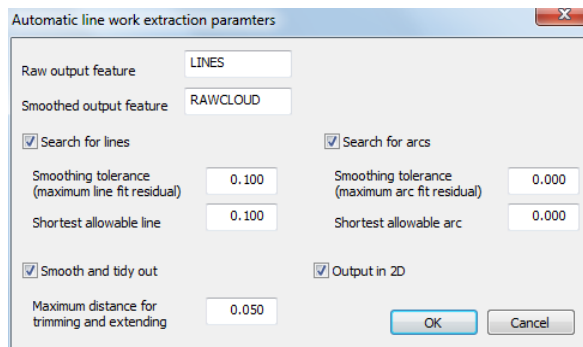 Automatic line work extraction paramters
Raw output feature
LINES
Smoothed output feature
RAWCLOUD
Search for lines
Search for arcs
Smoothing tolerance
(maximum line fit residual)
0.100
Smoothing tolerance
(maximum arc fit residual)
0.000
Shortest allowable line
0.100
Shortest allowable arc
0.000
Smooth and tidy out
Output in 2D
Maximum distance for
trimming and extending
0.050
OK
Cancel